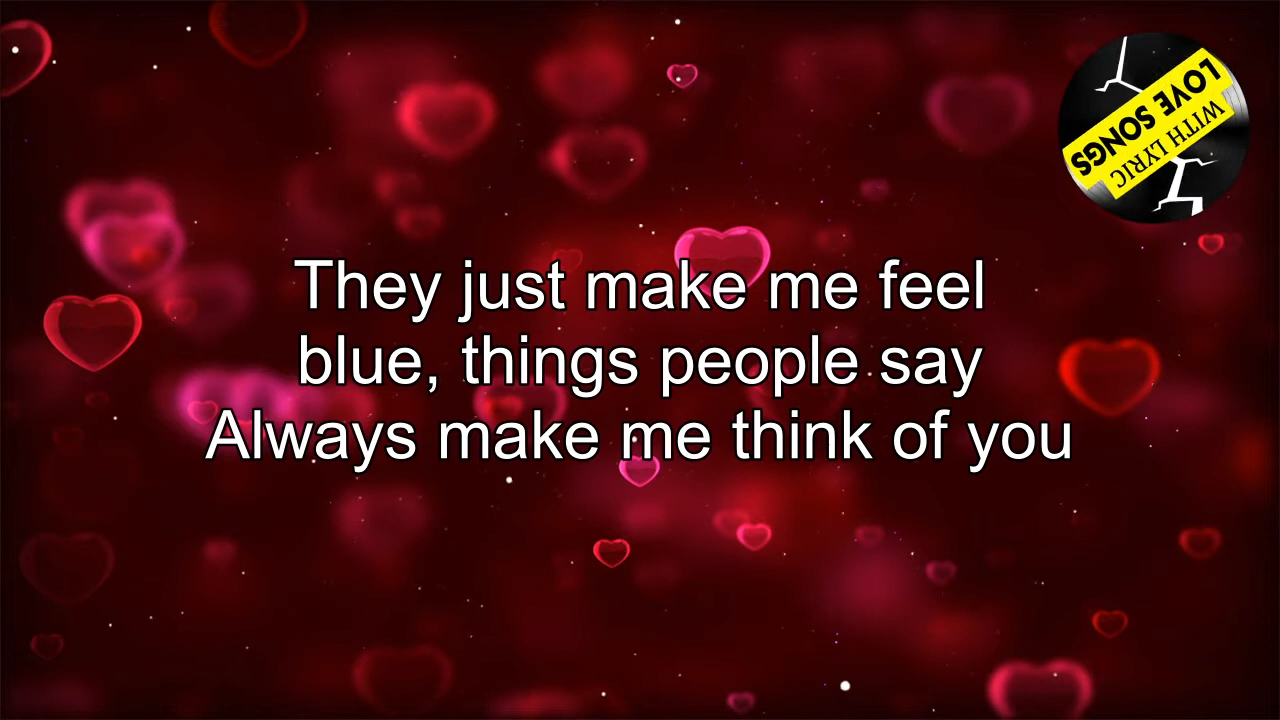 They just make me feel
blue, things people say
Always make me think of you
LOVE SONGS
WITH LYRIC